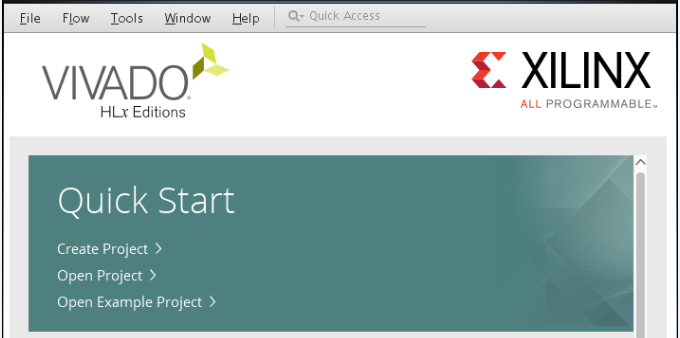 File Flow Tools Window Help Quick Access
VIVADO.
HLx Editions
XILINX
ALL PROGRAMMABLE™
Quick Start
Create Project >
Open Project >
Open Example Project >